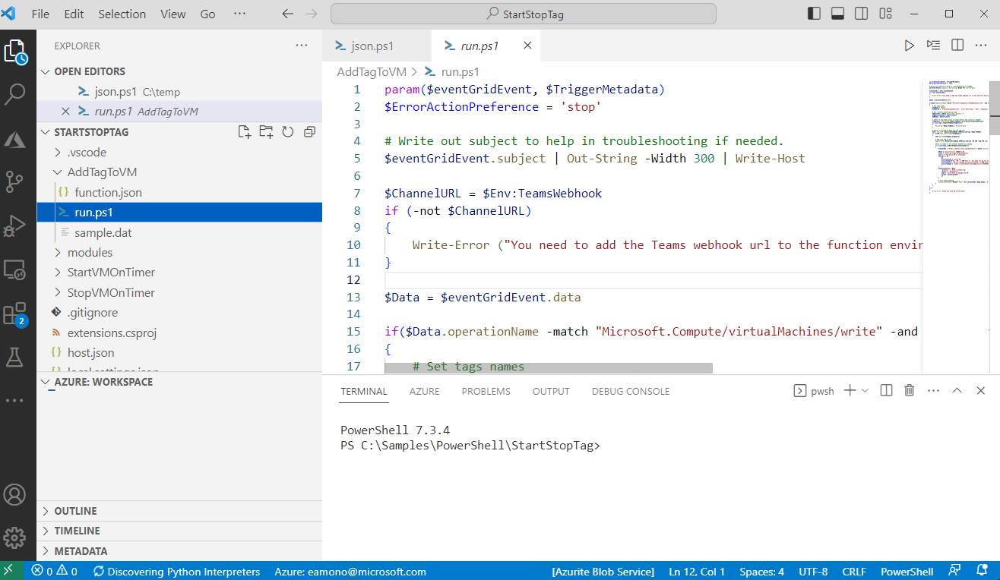 File Edit Selection View Go ···
StartStopTag
EXPLORER
OPEN EDITORS
json.ps1 C:\temp
run.ps1 AddTagToVM
STARTSTOPTAG
.vscode
AddTagToVM
{} function.json
run.ps1
sample.dat
modules
StartVMOnTimer
StopVMOnTimer
.gitignore
extensions.csproj
{} host.json
{} local.settings.json
AZURE: WORKSPACE
OUTLINE
TIMELINE
METADATA
2
json.ps1 run.ps1
AddTagToVM > run.ps1
1 param($eventGridEvent, $TriggerMetadata)
2 $ErrorActionPreference = 'stop'
3
4 # Write out subject to help in troubleshooting if needed.
5 $eventGridEvent.subject | Out-String -Width 300 | Write-Host
6
7 $ChannelURL = $Env:TeamsWebhook
8 if (-not $ChannelURL)
9 {
10 Write-Error ("You need to add the Teams webhook url to the function envir
11 }
12
13 $Data = $eventGridEvent.data
14
15 if($Data.operationName -match "Microsoft.Compute/virtualMachines/write" -and
16 {
17 # Set tags names
TERMINAL AZURE PROBLEMS OUTPUT DEBUG CONSOLE pwsh
PowerShell 7.3.4
PS C:\Samples\PowerShell\StartStopTag>
0 0 Discovering Python Interpreters Azure: eamono@microsoft.com [Azurite Blob Service] Ln 12, Col 1 Spaces: 4 UTF-8 CRLF PowerShell